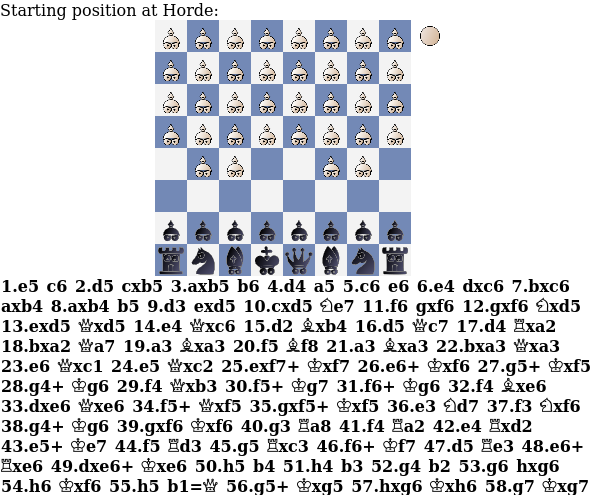 Starting position at Horde:
1.e5 c6 2.d5 cxb5 3.axb5 b6 4.d4 a5 5.c6 e6 6.e4 dxc6 7.bxc6
axb4 8.axb4 b5 9.d3 exd5 10.cxd5 ♘e7 11.f6 gxf6 12.gxf6 ♘xd5
13.exd5 ♕xd5 14.e4 ♕xc6 15.d2 ♗xb4 16.d5 ♕c7 17.d4 ♖xa2
18.bxa2 ♕a7 19.a3 ♗xa3 20.f5 ♗f8 21.a3 ♗xa3 22.bxa3 ♕xa3
23.e6 ♕xc1 24.e5 ♕xc2 25.exf7+ ♔xf7 26.e6+ ♔xf6 27.g5+ ♔xf5
28.g4+ ♔g6 29.f4 ♕xb3 30.f5+ ♔g7 31.f6+ ♔g6 32.f4 ♗xe6
33.dxe6 ♕xe6 34.f5+ ♕xf5 35.gxf5+ ♔xf5 36.e3 ♘d7 37.f3 ♘xf6
38.g4+ ♔g6 39.gxf6 ♔xf6 40.g3 ♖a8 41.f4 ♖a2 42.e4 ♖xd2
43.e5+ ♔e7 44.f5 ♖d3 45.g5 ♖xc3 46.f6+ ♔f7 47.d5 ♖e3 48.e6+
♖xe6 49.dxe6+ ♔xe6 50.h5 b4 51.h4 b3 52.g4 b2 53.g6 hxg6
54.h6 ♔xf6 55.h5 b1=♕ 56.g5+ ♔xg5 57.hxg6 ♔xh6 58.g7 ♔xg7